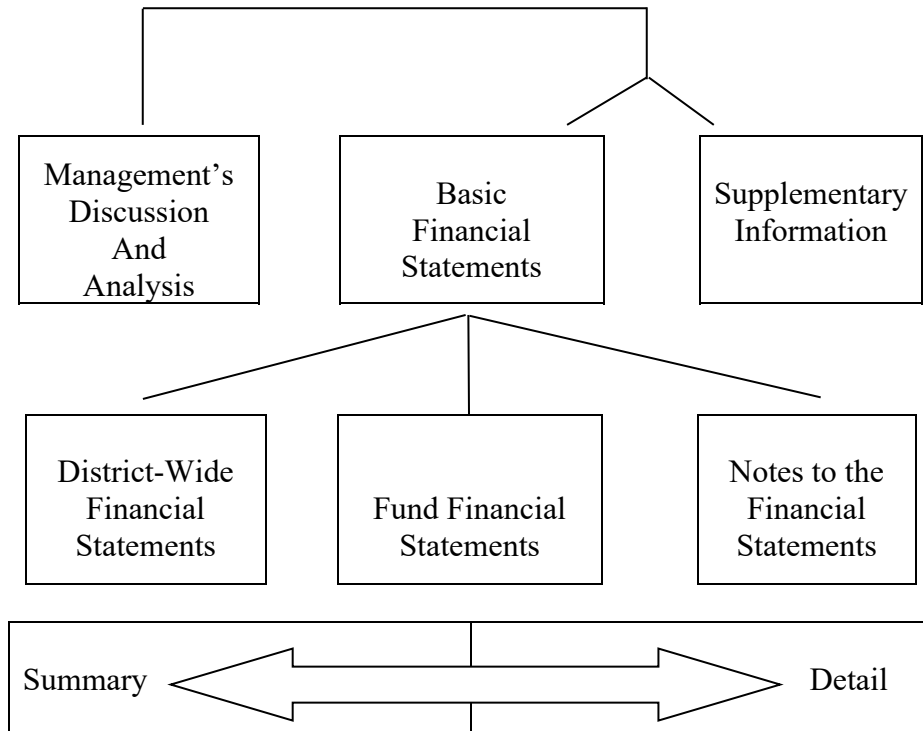 Management’s
Discussion
And
Analysis
Basic
Financial
Statements
Supplementary
Information
District-Wide
Financial
Statements
Fund Financial
Statements
Notes to the
Financial
Statements
Summary
Detail